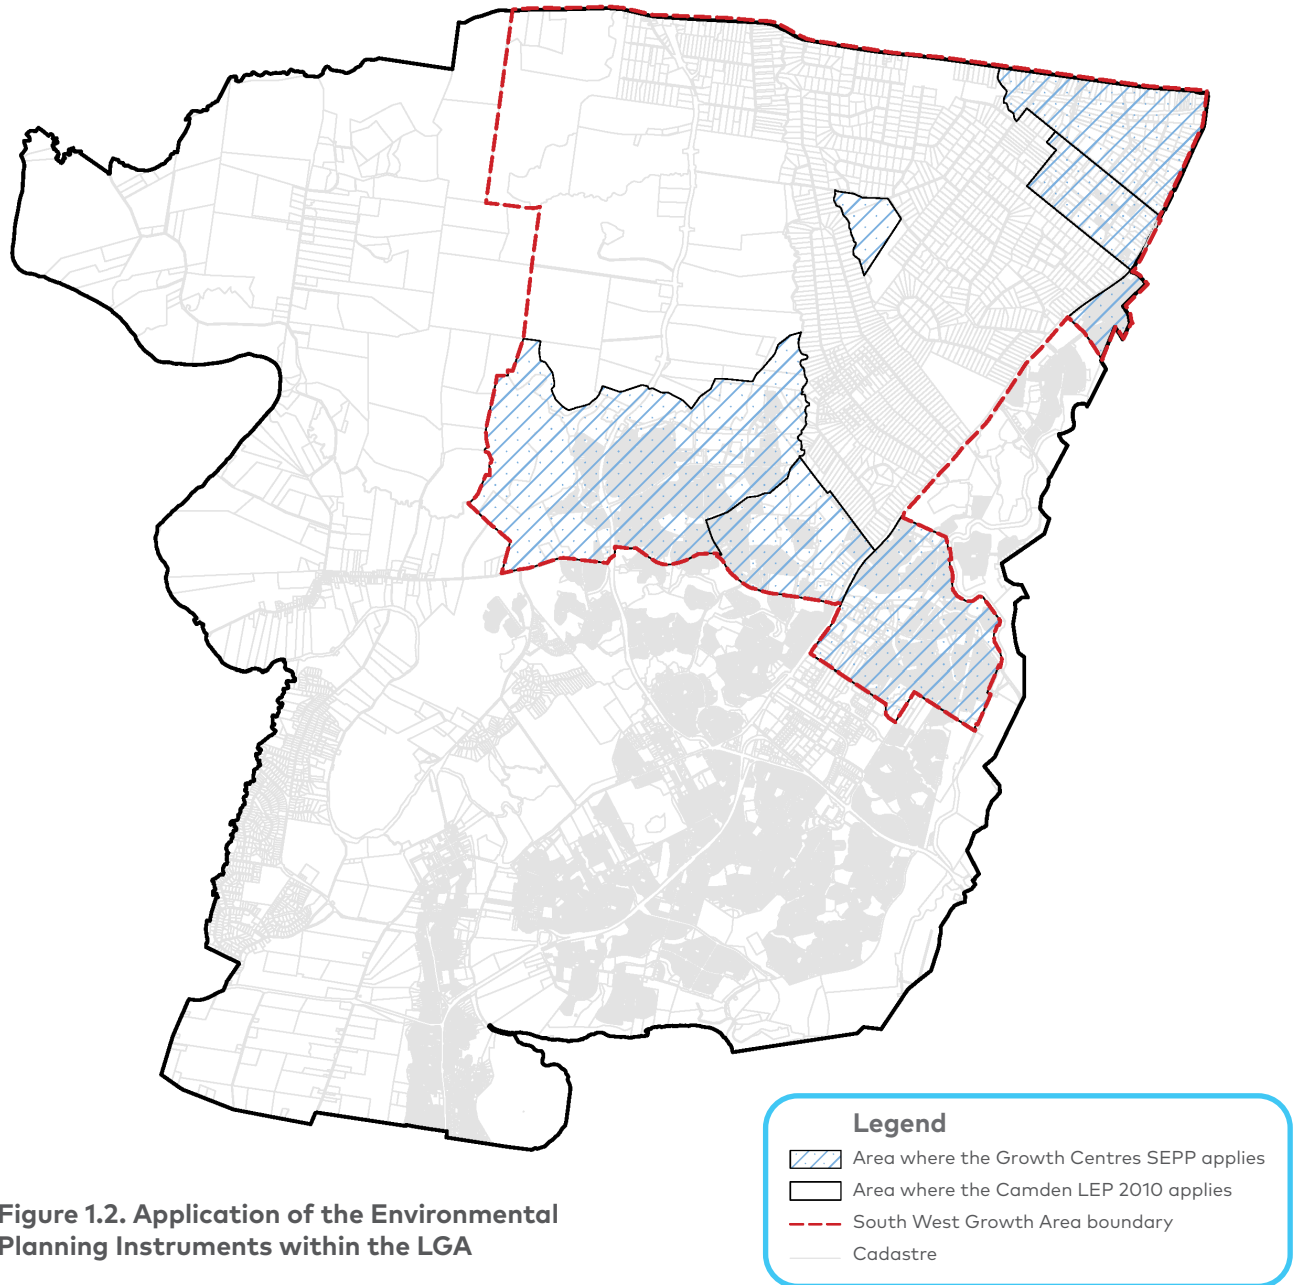 Legend
Area where the Growth Centres SEPP applies
Area where the Camden LEP 2010 applies
South West Growth Area boundary
Cadastre
Figure 1.2. Application of the Environmental
Planning Instruments within the LGA